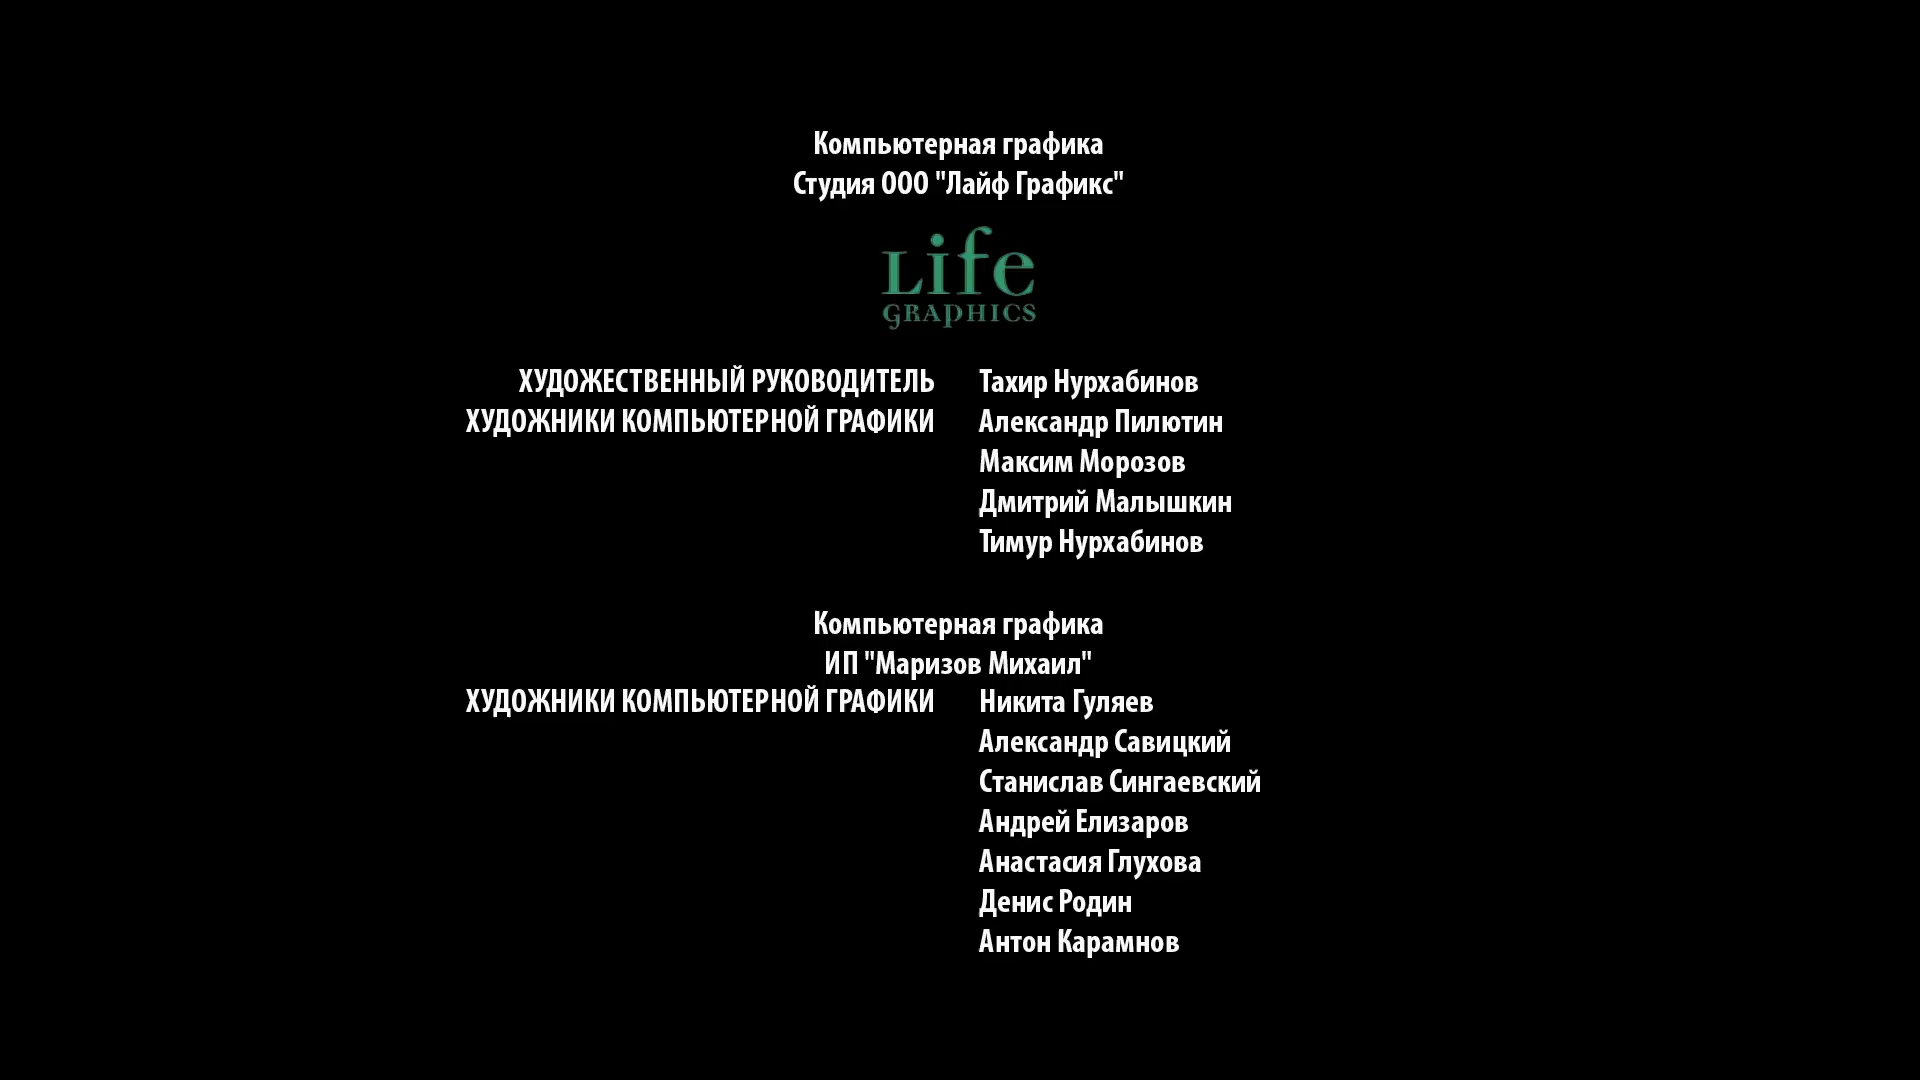 Компьютерная графика
Студия ООО "Лайф Графикс"
Life
GRAPHICS
ХУДОЖЕСТВЕННЫЙ РУКОВОДИТЕЛЬ Тахир Нурхабинов
ХУДОЖНИКИ КОМПЬЮТЕРНОЙ ГРАФИКИ Александр Пилютин
Максим Морозов
Дмитрий Малышкин
Тимур Нурхабинов
Компьютерная графика
ИП "Маризов Михаил"
ХУДОЖНИКИ КОМПЬЮТЕРНОЙ ГРАФИКИ Никита Гуляев
Александр Савицкий
Станислав Сингаевский
Андрей Елизаров
Анастасия Глухова
Денис Родин
Антон Карамнов